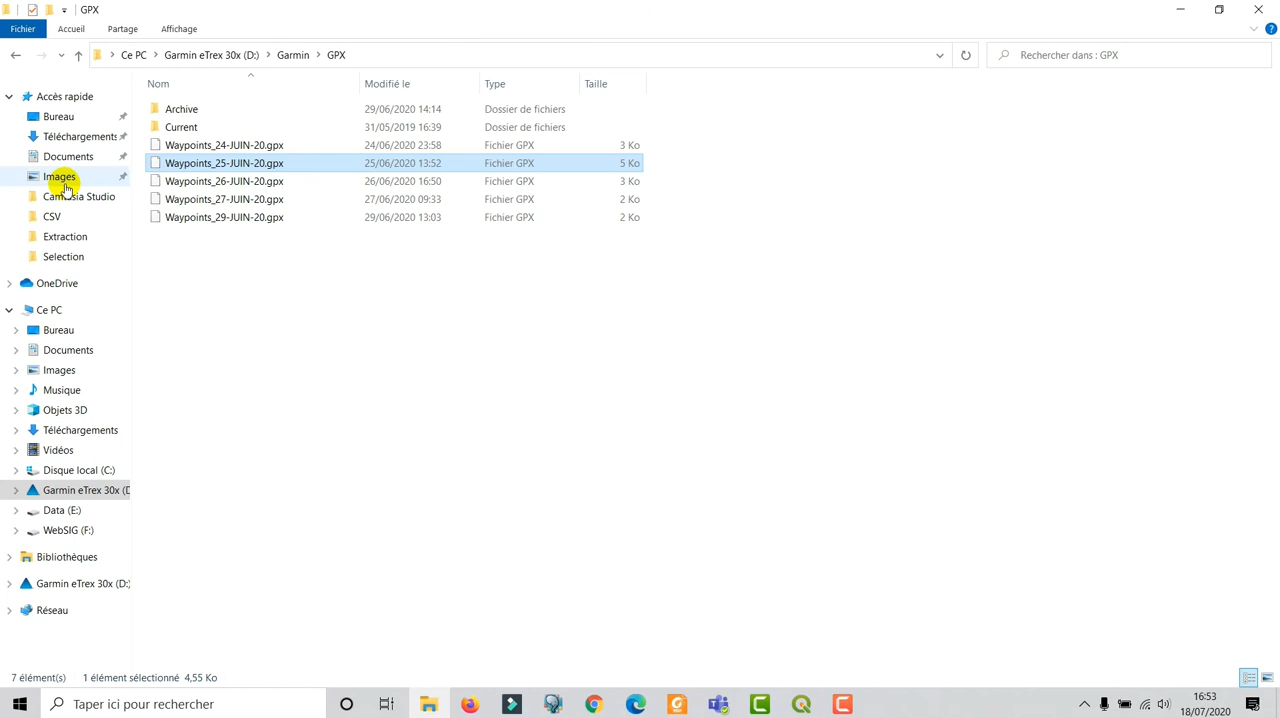 GPX
Fichier Accueil Partage Affichage
Ce PC Garmin eTrex 30x (D:) Garmin GPX Rechercher dans : GPX
Nom Modifié le Type Taille
Accès rapide
Bureau
Téléchargements
Documents
Images
Camtasia Studio
CSV
Extraction
Selection
OneDrive
Ce PC
Bureau
Documents
Images
Musique
Objets 3D
Téléchargements
Vidéos
Disque local (C:)
Garmin eTrex 30x (D
Data (E:)
WebSIG (F:)
Bibliothèques
Garmin eTrex 30x (D:)
Réseau
Archive 29/06/2020 14:14 Dossier de fichiers
Current 31/05/2019 16:39 Dossier de fichiers
Waypoints_24-JUIN-20.gpx 24/06/2020 23:58 Fichier GPX 3 Ko
Waypoints_25-JUIN-20.gpx 25/06/2020 13:52 Fichier GPX 5 Ko
Waypoints_26-JUIN-20.gpx 26/06/2020 16:50 Fichier GPX 3 Ko
Waypoints_27-JUIN-20.gpx 27/06/2020 09:33 Fichier GPX 2 Ko
Waypoints_29-JUIN-20.gpx 29/06/2020 13:03 Fichier GPX 2 Ko
7 élément(s) 1 élément sélectionné 4,55 Ko
Taper ici pour rechercher
16:53
18/07/2020